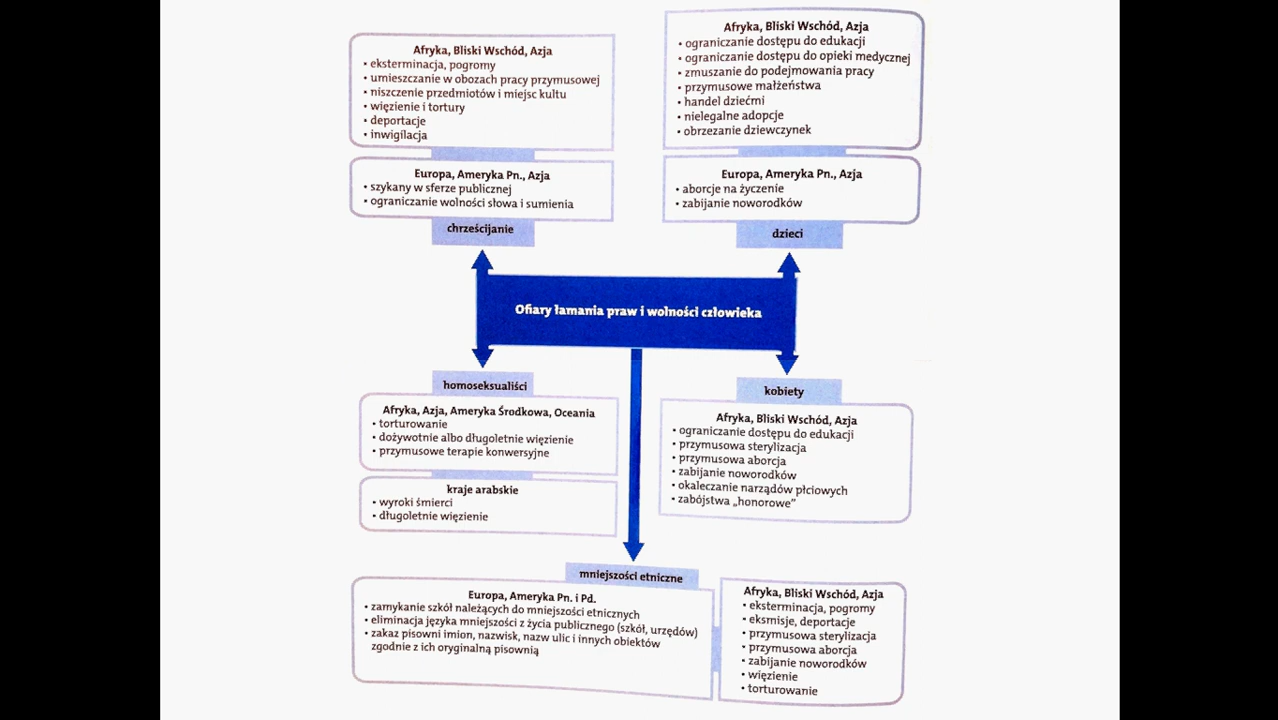 Afryka, Bliski Wschód, Azja
• eksterminacja, pogromy
• umieszczanie w obozach pracy przymusowej
• niszczenie przedmiotów i miejsc kultu
• więzienie i tortury
• deportacje
• inwigilacja
Europa, Ameryka Pn., Azja
• szykany w sferze publicznej
• ograniczanie wolności słowa i sumienia
chrześcijanie
Afryka, Bliski Wschód, Azja
• ograniczanie dostępu do edukacji
• ograniczanie dostępu do opieki medycznej
• zmuszanie do podejmowania pracy
• przymusowe małżeństwa
• handel dziećmi
• nielegalne adopcje
• obrzezanie dziewczynek
Europa, Ameryka Pn., Azja
• aborcje na życzenie
• zabijanie noworodków
dzieci
Ofiary łamania praw i wolności człowieka
homoseksualiści
Afryka, Azja, Ameryka Środkowa, Oceania
• torturowanie
• dożywotnie albo długoletnie więzienie
• przymusowe terapie konwersyjne
kraje arabskie
• wyroki śmierci
• długoletnie więzienie
kobiety
Afryka, Bliski Wschód, Azja
• ograniczanie dostępu do edukacji
• przymusowa sterylizacja
• przymusowa aborcja
• zabijanie noworodków
• okaleczanie narządów płciowych
• zabójstwa „honorowe”
mniejszości etniczne
Europa, Ameryka Pn. i Pd.
• zamykanie szkół należących do mniejszości etnicznych
• eliminacja języka mniejszości z życia publicznego (szkół, urzędów)
• zakaz pisowni imion, nazwisk, nazw ulic i innych obiektów
zgodnie z ich oryginalną pisownią
Afryka, Bliski Wschód, Azja
• eksterminacja, pogromy
• eksmisje, deportacje
• przymusowa sterylizacja
• przymusowa aborcja
• zabijanie noworodków
• więzienie
• torturowanie